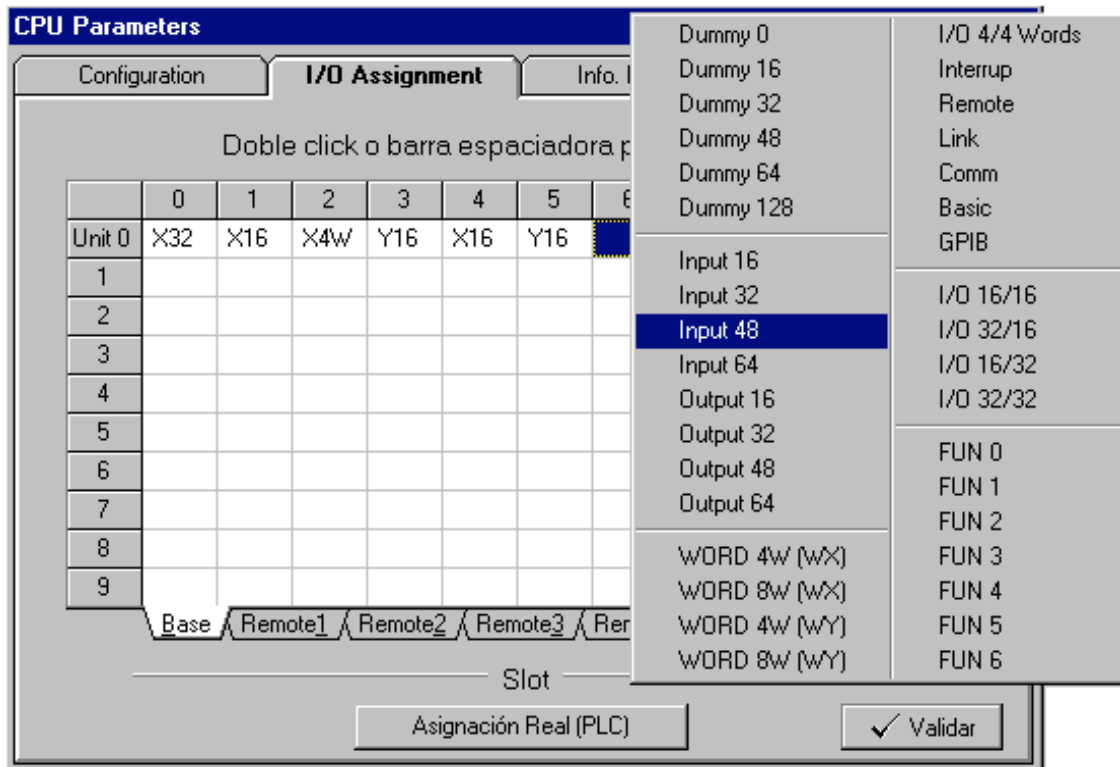 CPU Parameters
Configuration
I/O Assignment
Info.
Doble click o barra espaciadora
0 1 2 3 4 5
Unit 0 X32 X16 X4W Y16 X16 Y16
1
2
3
4
5
6
7
8
9
Base Remote1 Remote2 Remote3
Slot
Asignación Real (PLC)
Validar
Dummy 0
Dummy 16
Dummy 32
Dummy 48
Dummy 64
Dummy 128
Input 16
Input 32
Input 48
Input 64
Output 16
Output 32
Output 48
Output 64
WORD 4W (WX)
WORD 8W (WX)
WORD 4W (WY)
WORD 8W (WY)
I/O 4/4 Words
Interrup
Remote
Link
Comm
Basic
GPIB
I/O 16/16
I/O 32/16
I/O 16/32
I/O 32/32
FUN 0
FUN 1
FUN 2
FUN 3
FUN 4
FUN 5
FUN 6